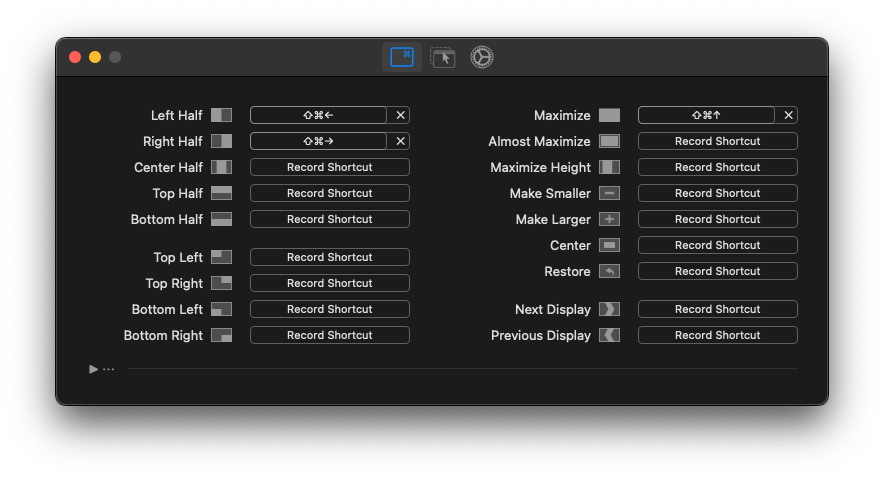 Left Half ⇧⌘←
Right Half ⇧⌘→
Center Half Record Shortcut
Top Half Record Shortcut
Bottom Half Record Shortcut
Top Left Record Shortcut
Top Right Record Shortcut
Bottom Left Record Shortcut
Bottom Right Record Shortcut
Maximize ⇧⌘↑
Almost Maximize Record Shortcut
Maximize Height Record Shortcut
Make Smaller Record Shortcut
Make Larger Record Shortcut
Center Record Shortcut
Restore Record Shortcut
Next Display Record Shortcut
Previous Display Record Shortcut
...